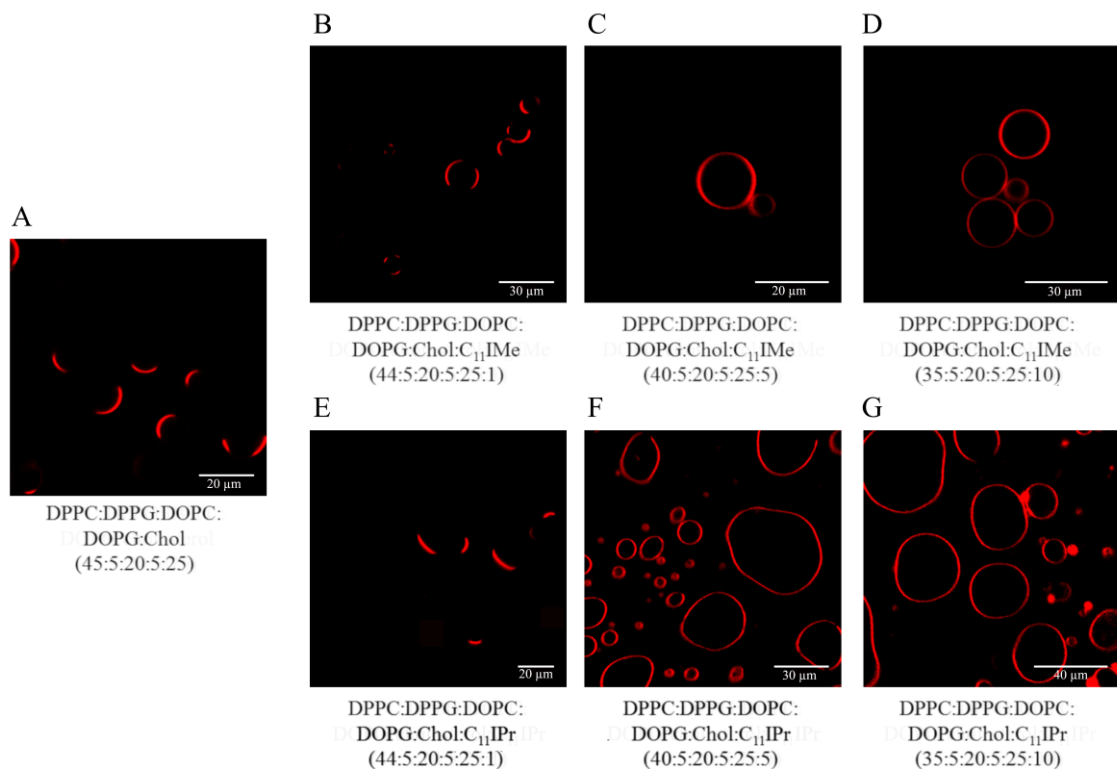 A
20 µm
DPPC:DPPG:DOPC:
DOPG:Chol
(45:5:20:5:25)
B
30 µm
DPPC:DPPG:DOPC:
DOPG:Chol:C₁₁IMe
(44:5:20:5:25:1)
C
20 µm
DPPC:DPPG:DOPC:
DOPG:Chol:C₁₁IMe
(40:5:20:5:25:5)
D
30 µm
DPPC:DPPG:DOPC:
DOPG:Chol:C₁₁IMe
(35:5:20:5:25:10)
E
20 µm
DPPC:DPPG:DOPC:
DOPG:Chol:C₁₁IPr
(44:5:20:5:25:1)
F
30 µm
DPPC:DPPG:DOPC:
DOPG:Chol:C₁₁IPr
(40:5:20:5:25:5)
G
40 µm
DPPC:DPPG:DOPC:
DOPG:Chol:C₁₁IPr
(35:5:20:5:25:10)